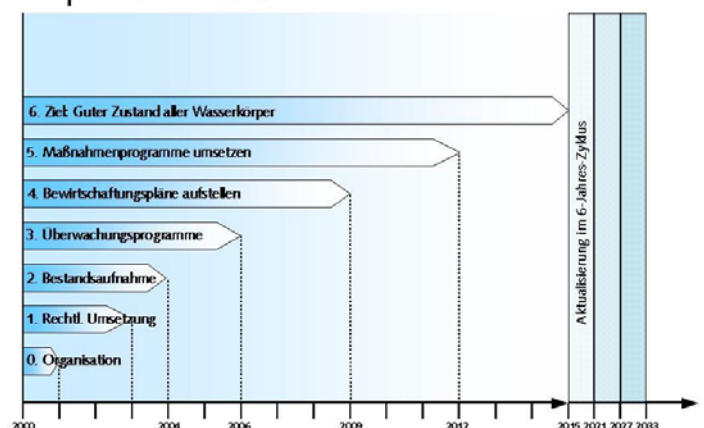 6. Ziel: Guter Zustand aller Wasserkörper
5. Maßnahmenprogramme umsetzen
4. Bewirtschaftungspläne aufstellen
3. Überwachungsprogramme
2. Bestandsaufnahme
1. Rechtl. Umsetzung
0. Organisation
Aktualisierung im 6-Jahres-Zyklus
2000 2004 2006 2009 2012 2015 2021 2027 2033